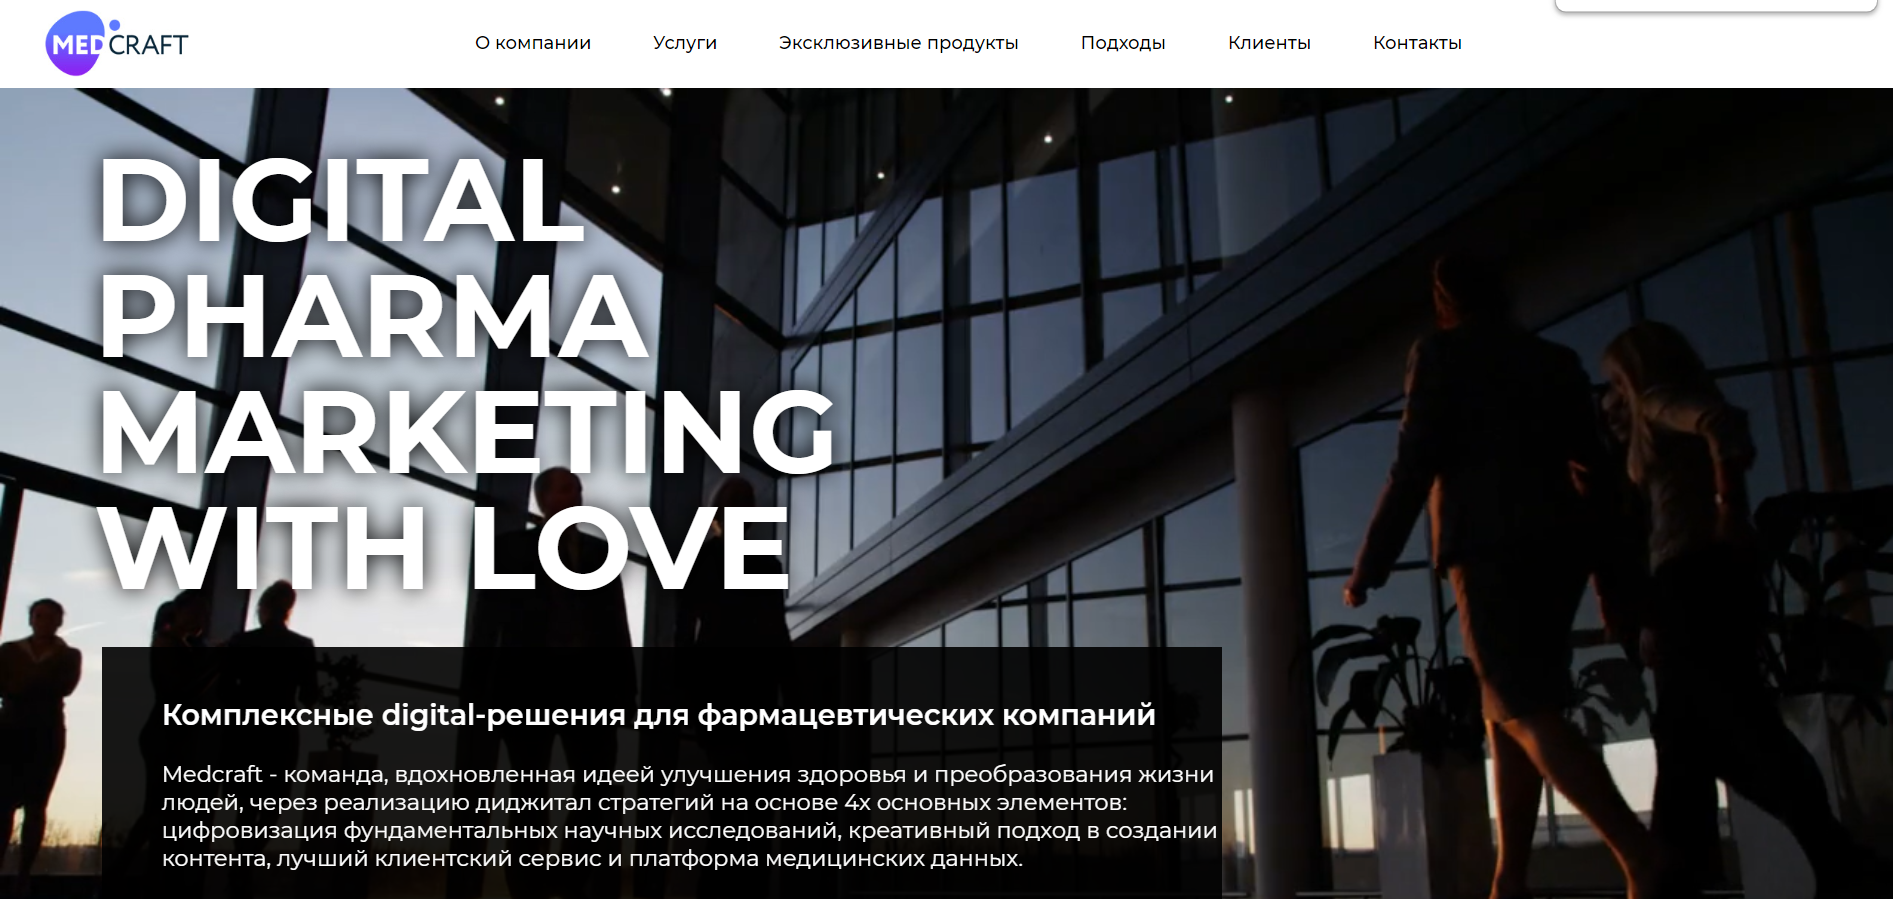 MEDCRAFT
О компании Услуги Эксклюзивные продукты Подходы Клиенты Контакты
DIGITAL
PHARMA
MARKETING
WITH LOVE
Комплексные digital-решения для фармацевтических компаний
Medcraft - команда, вдохновленная идеей улучшения здоровья и преобразования жизни
людей, через реализацию диджитал стратегий на основе 4х основных элементов:
цифровизация фундаментальных научных исследований, креативный подход в создании
контента, лучший клиентский сервис и платформа медицинских данных.